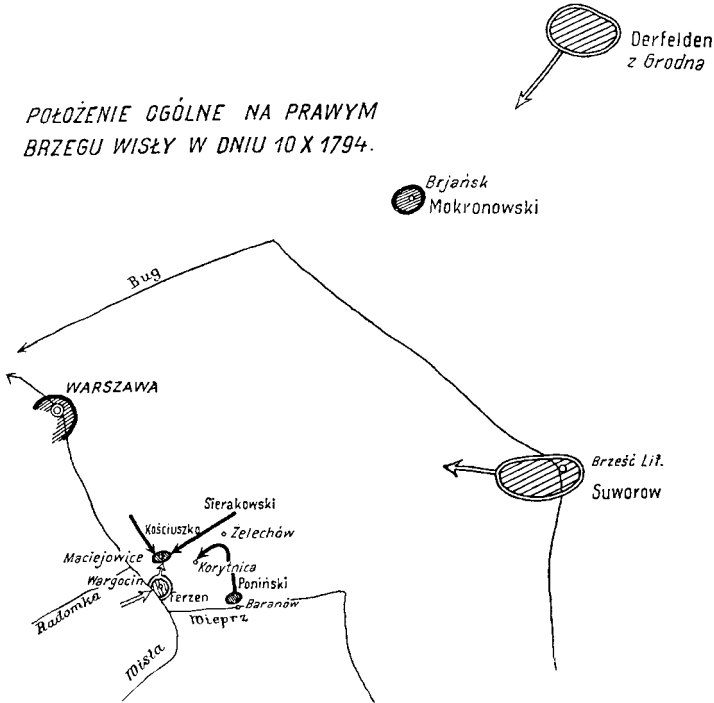 Derfelden
z Grodna
POŁOŻENIE OGÓLNE NA PRAWYM
BRZEGU WISŁY W DNIU 10 X 1794.
Brjańsk
Mokronowski
Bug
WARSZAWA
Brześć Lit.
Suworow
Sierakowski
Kościuszko
Żelechów
Maciejowice
Korytnica
Wargocin
Poniński
Ferzen
Baranów
Radomka
Wieprz
Wisła